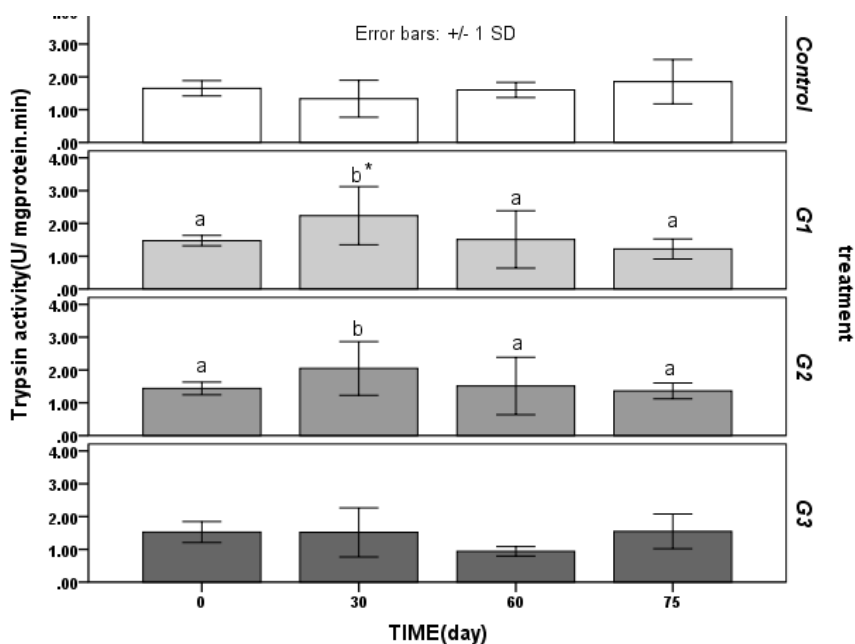 4.00
Error bars: +/- 1 SD
3.00
2.00
1.00
.00
Control
4.00
3.00
2.00
1.00
.00
a
b*
a
a
G1
4.00
3.00
2.00
1.00
.00
a
b
a
a
G2
4.00
3.00
2.00
1.00
.00
G3
0
30
60
75
TIME(day)
Trypsin activity(U/ mgprotein.min)
treatment